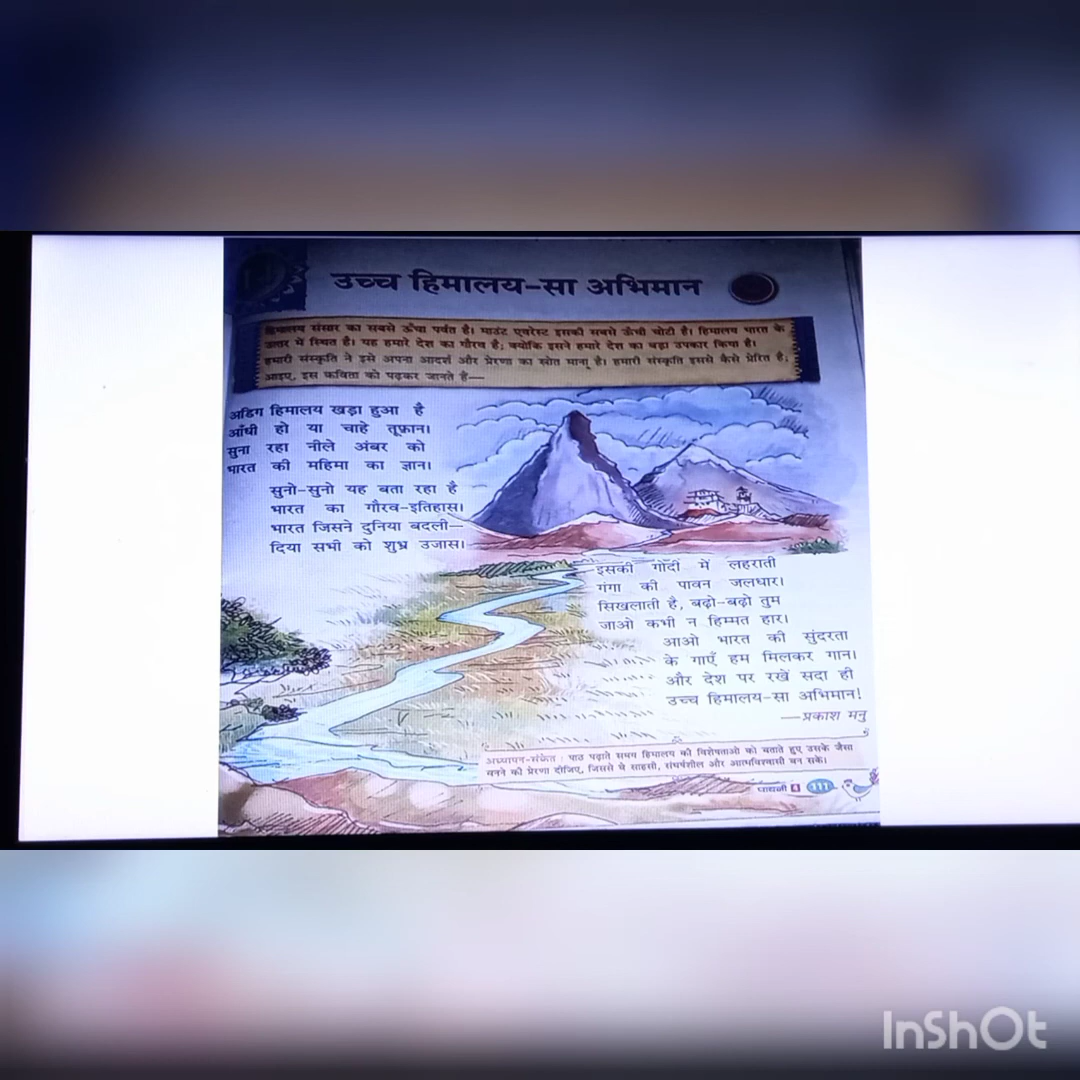 उच्च हिमालय-सा अभिमान
हिमालय संसार का सबसे ऊँचा पर्वत है। माउंट एवरेस्ट इसकी सबसे ऊँची चोटी है। हिमालय भारत के
उत्तर में स्थित है। यह हमारे देश का गौरव है; क्योंकि इसने हमारे देश का बड़ा उपकार किया है।
हमारी संस्कृति ने इसे अपना आदर्श और प्रेरणा का स्रोत माना है। हमारी संस्कृति इससे कैसे प्रेरित है;
आइए, इस कविता को पढ़कर जानते हैं—
अडिग हिमालय खड़ा हुआ है
आँधी हो या चाहे तूफ़ान।
सुना रहा नीले अंबर को
भारत की महिमा का ज्ञान।
सुनो-सुनो यह बता रहा है
भारत का गौरव-इतिहास।
भारत जिसने दुनिया बदली—
दिया सभी को शुभ्र उजास।
इसकी गोदी में लहराती
गंगा की पावन जलधार।
सिखलाती है, बढ़ो-बढ़ो तुम
जाओ कभी न हिम्मत हार।
आओ भारत की सुंदरता
के गाएँ हम मिलकर गान।
और देश पर रखें सदा ही
उच्च हिमालय-सा अभिमान!
—प्रकाश मनु
अध्यापन-संकेत : पाठ पढ़ाते समय हिमालय की विशेषताओं को बताते हुए उसके जैसा
बनने की प्रेरणा दीजिए, जिससे वे साहसी, संघर्षशील और आत्मविश्वासी बन सकें।
111
InShOt